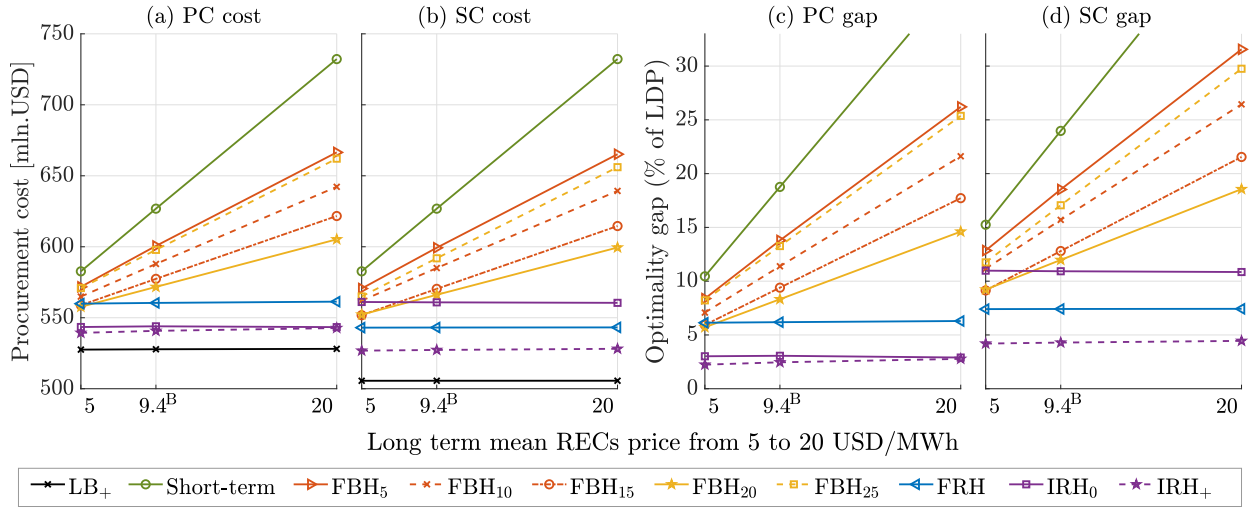 (a) PC cost
(b) SC cost
(c) PC gap
(d) SC gap
Procurement cost [mln.USD]
750
700
650
600
550
500
5 9.4ᴮ 20
5 9.4ᴮ 20
Optimality gap (% of LDP)
30
25
20
15
10
5
0
5 9.4ᴮ 20
5 9.4ᴮ 20
Long term mean RECs price from 5 to 20 USD/MWh
LB₊ Short-term FBH₅ FBH₁₀ FBH₁₅ FBH₂₀ FBH₂₅ FRH IRH₀ IRH₊